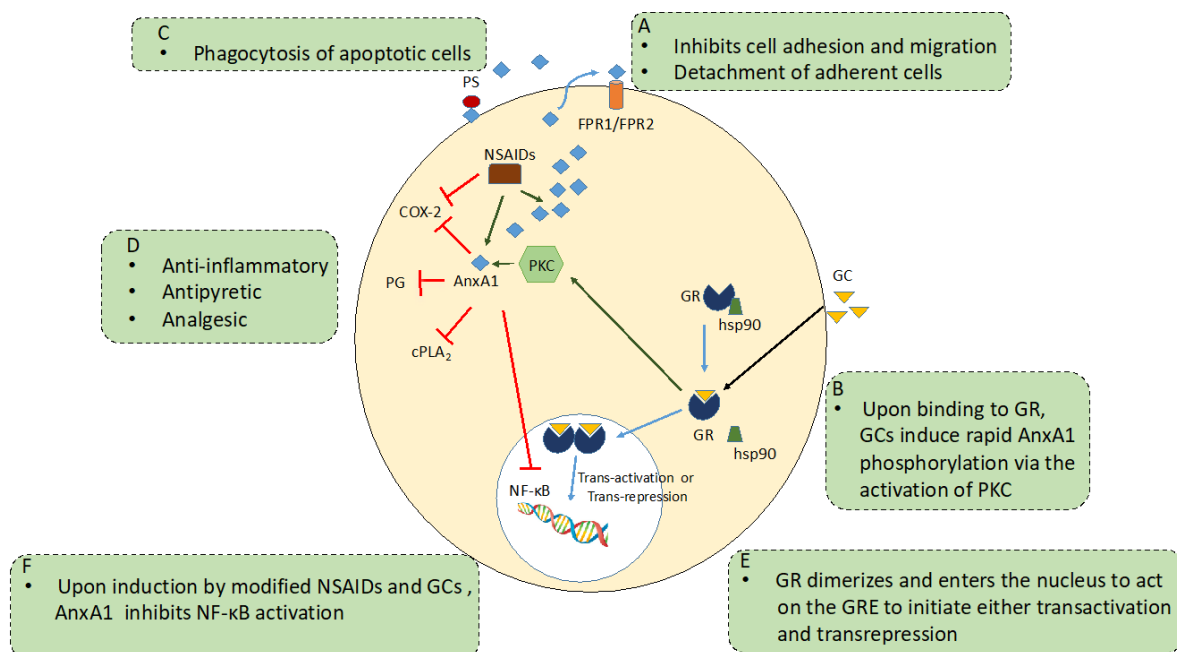 C
• Phagocytosis of apoptotic cells
A
• Inhibits cell adhesion and migration
• Detachment of adherent cells
PS
FPR1/FPR2
NSAIDs
COX-2
D
• Anti-inflammatory
• Antipyretic
• Analgesic
PG
AnxA1
PKC
cPLA₂
GR
hsp90
GC
GR
hsp90
B
• Upon binding to GR,
GCs induce rapid AnxA1
phosphorylation via the
activation of PKC
Trans-activation or
Trans-repression
NF-κB
F
• Upon induction by modified NSAIDs and GCs ,
AnxA1 inhibits NF-κB activation
E
• GR dimerizes and enters the nucleus to act
on the GRE to initiate either transactivation
and transrepression